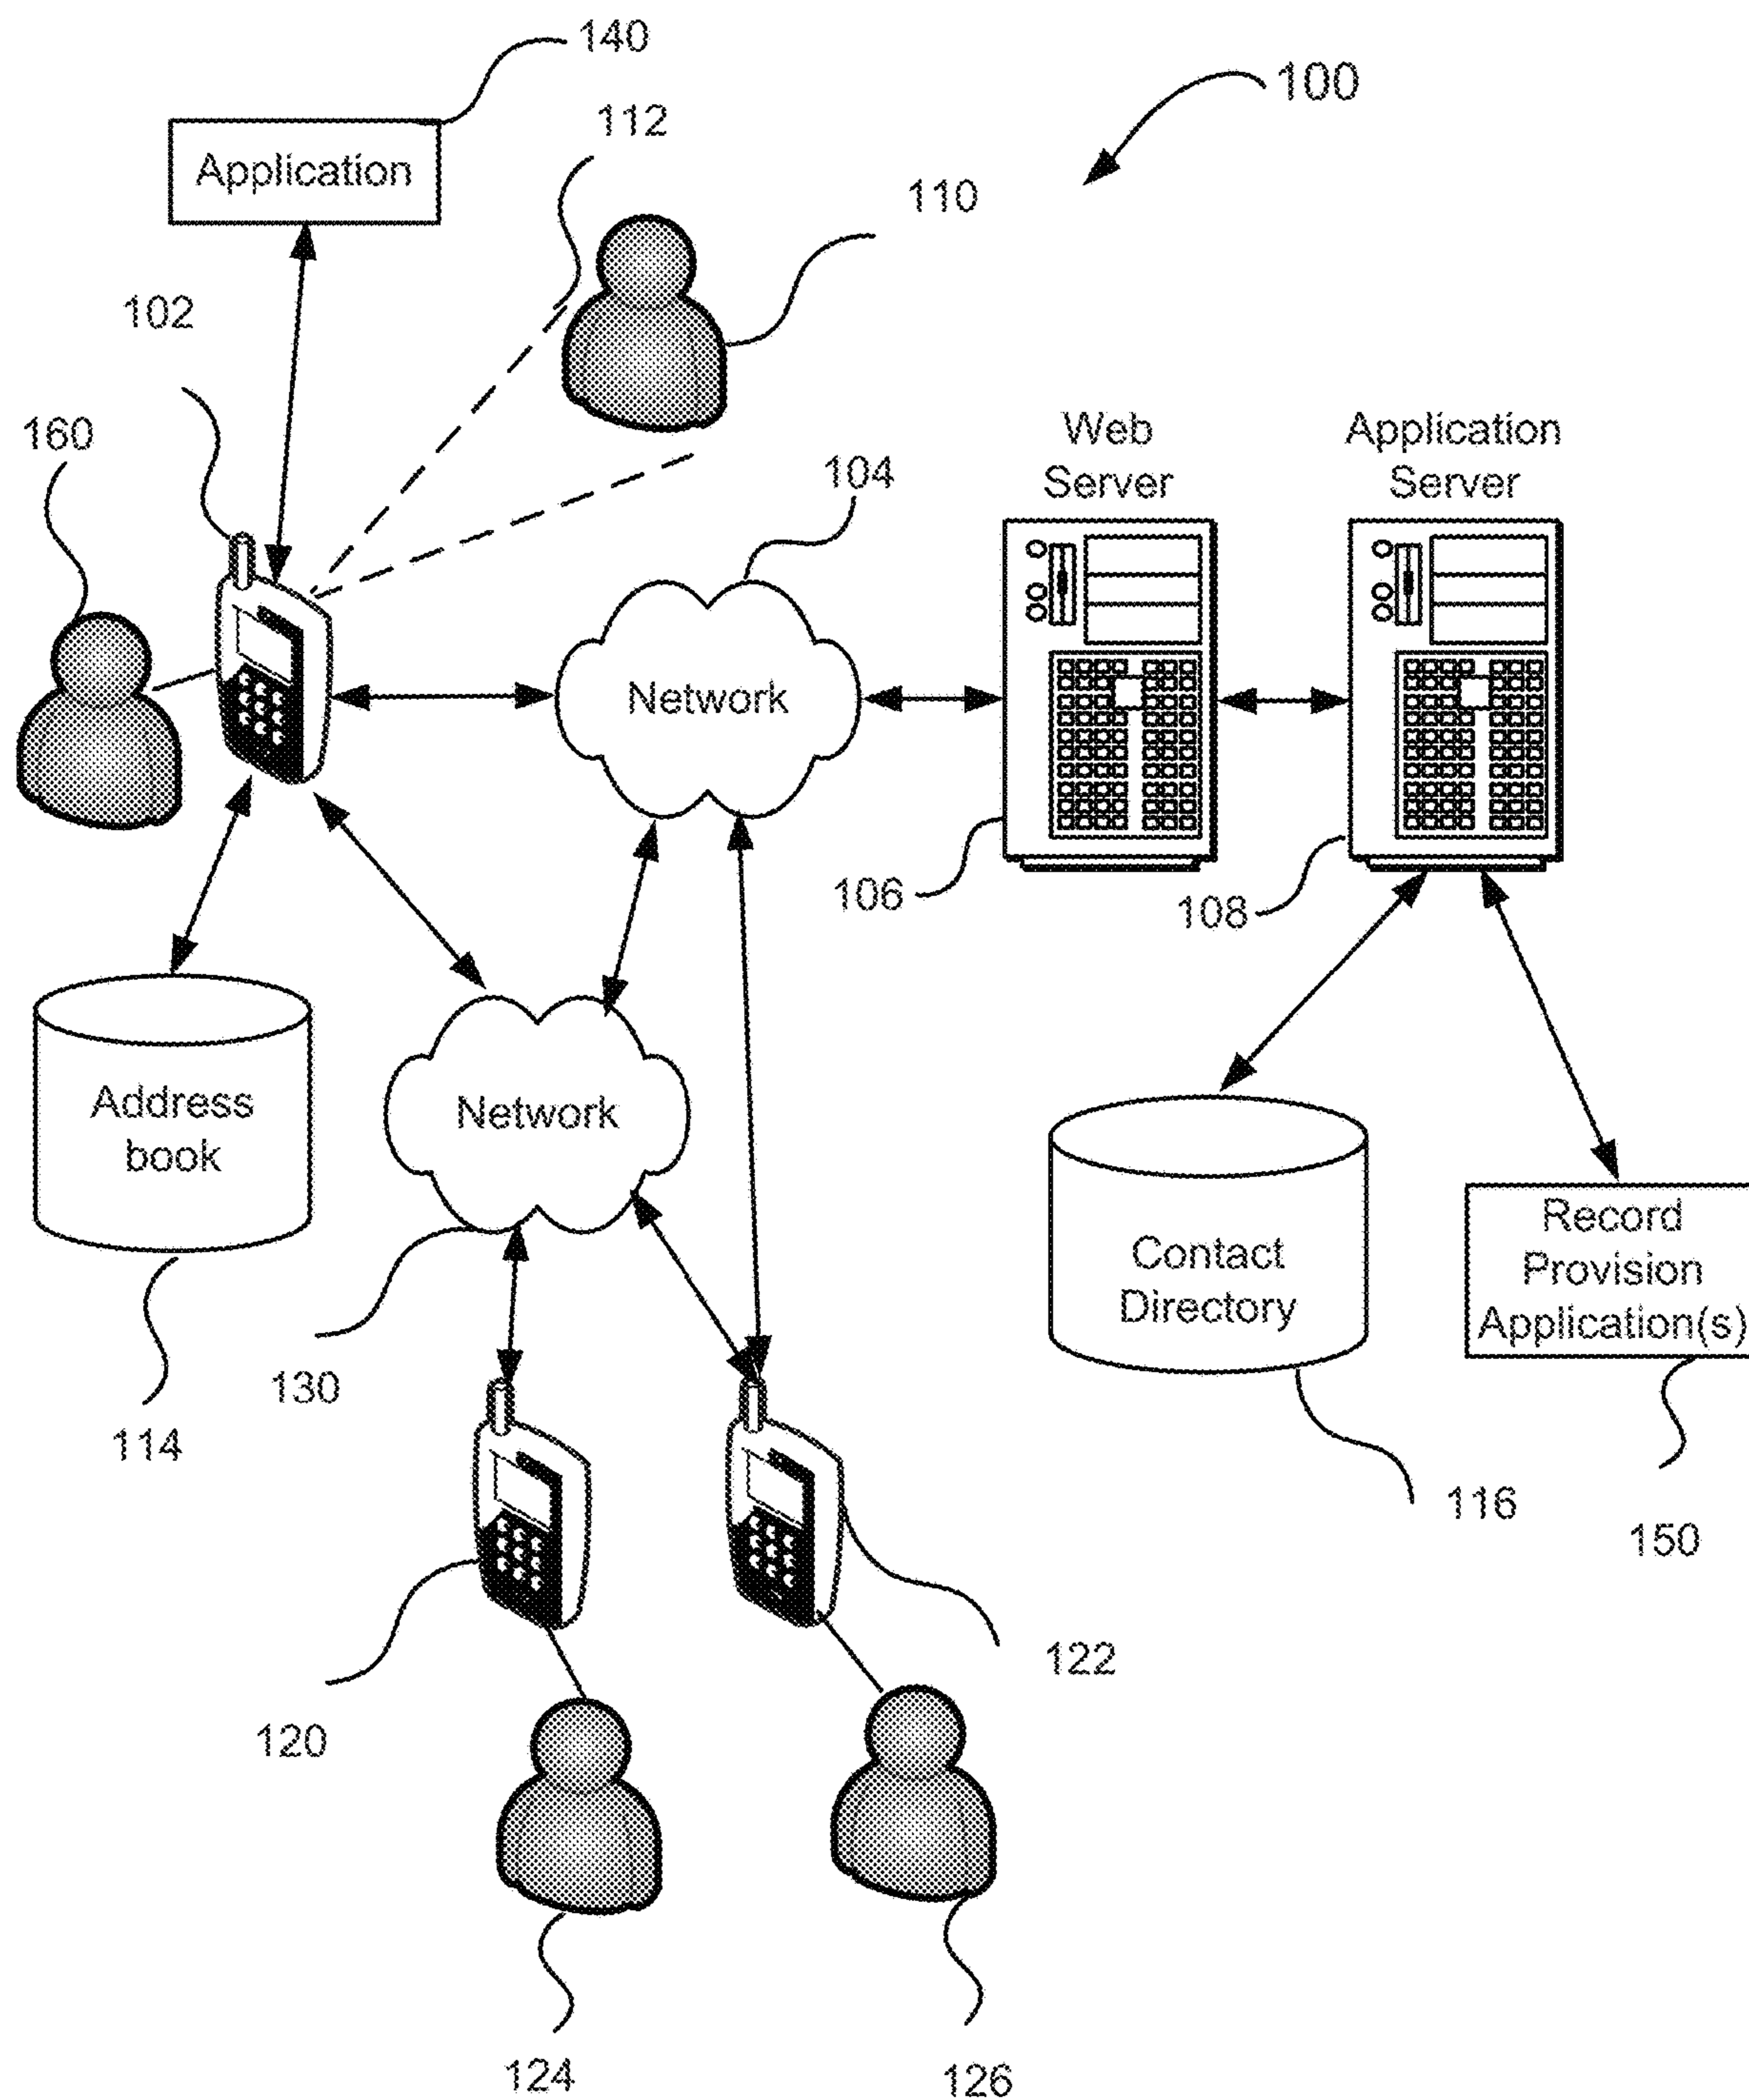 140
100
112
Application
110
102
160
Web
Server
Application
Server
104
Network
106
108
Address
book
Network
Contact
Directory
Record
Provision
Application(s)
130
114
116
150
122
120
124
126